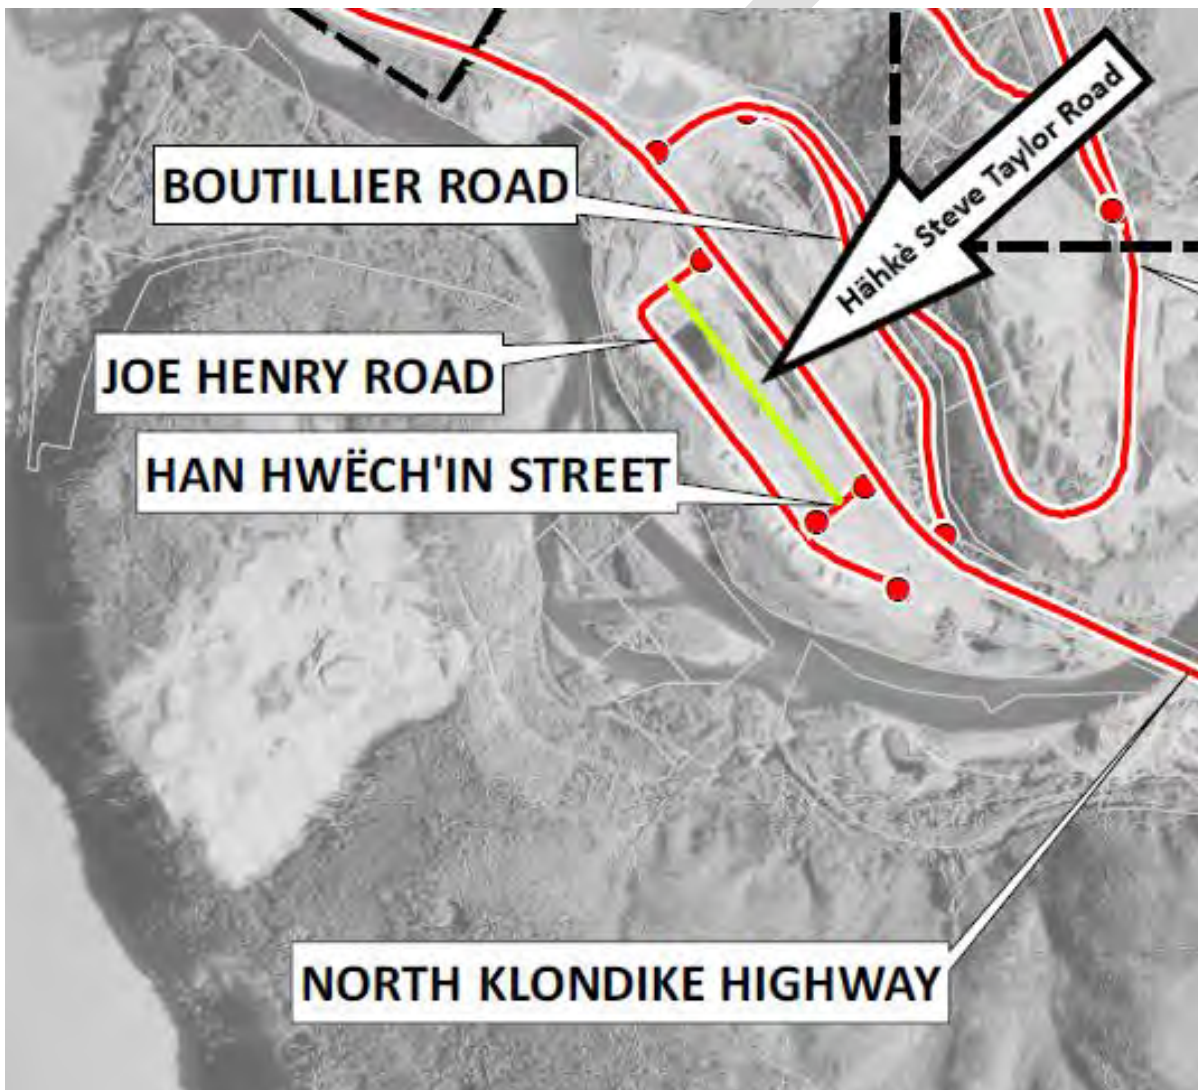 Hähkè Steve Taylor Road
BOUTILLIER ROAD
JOE HENRY ROAD
HAN HWËCH'IN STREET
NORTH KLONDIKE HIGHWAY